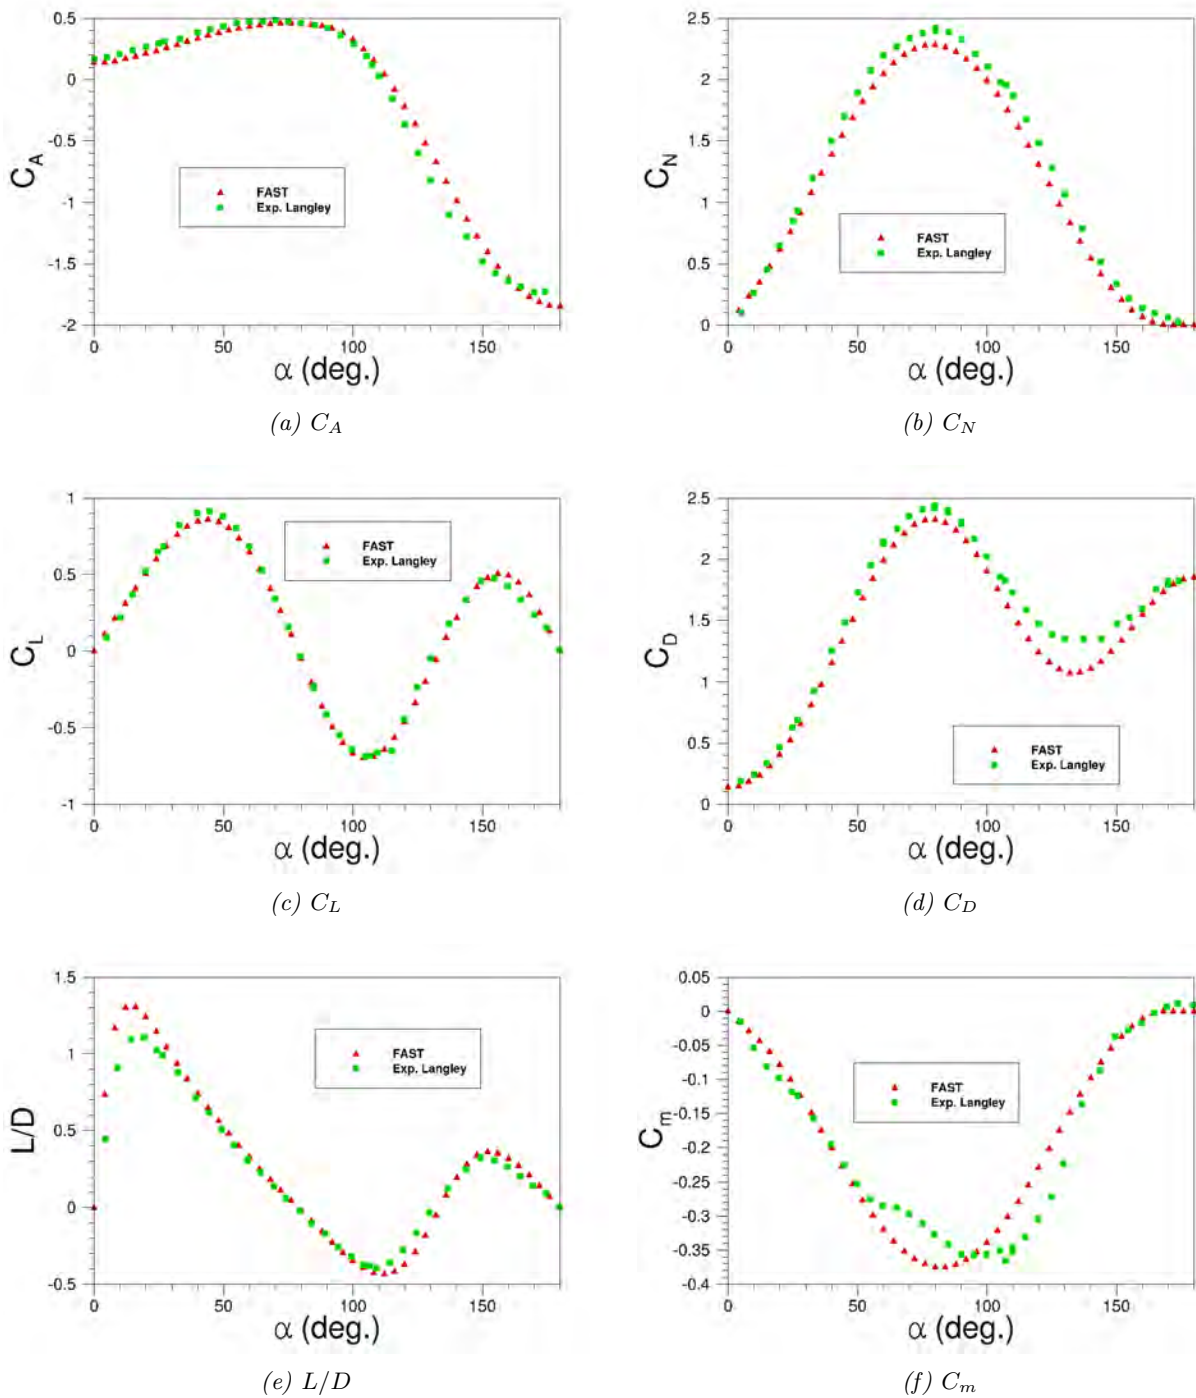 0.5
0
-0.5
-1
-1.5
-2
C_A
FAST
Exp. Langley
0 50 100 150
α (deg.)
(a) C_A
2.5
2
1.5
1
0.5
0
C_N
FAST
Exp. Langley
0 50 100 150
α (deg.)
(b) C_N
1
0.5
0
-0.5
-1
C_L
FAST
Exp. Langley
0 50 100 150
α (deg.)
(c) C_L
2.5
2
1.5
1
0.5
0
C_D
FAST
Exp. Langley
0 50 100 150
α (deg.)
(d) C_D
1.5
1
0.5
0
-0.5
L/D
FAST
Exp. Langley
0 50 100 150
α (deg.)
(e) L/D
0.05
0
-0.05
-0.1
-0.15
-0.2
-0.25
-0.3
-0.35
-0.4
C_m
FAST
Exp. Langley
0 50 100 150
α (deg.)
(f) C_m